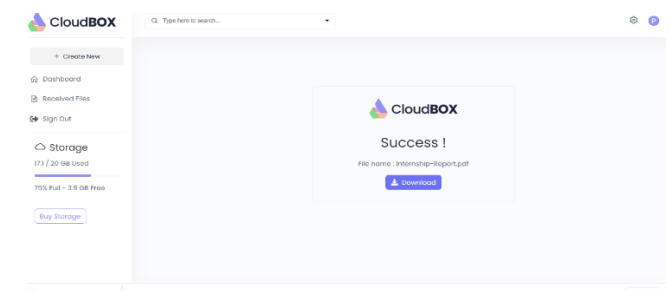 CloudBOX
Type here to search...
P
+ Create New
Dashboard
Received Files
Sign Out
Storage
17.1 / 20 GB Used
75% Full - 3.9 GB Free
Buy Storage
CloudBOX
Success !
File name : Internship-Report.pdf
Download